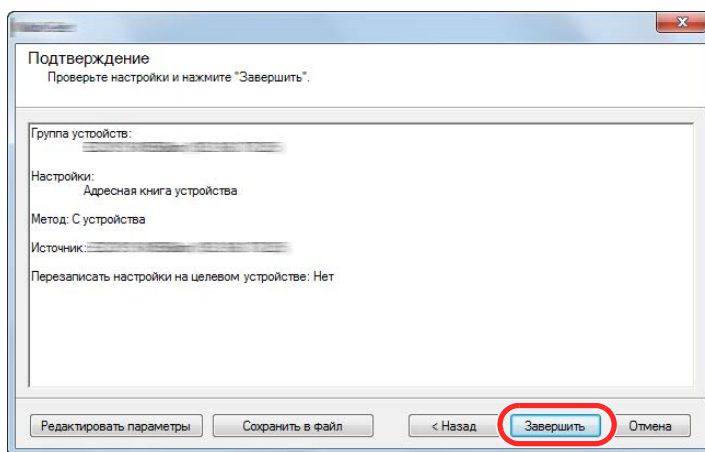 Подтверждение
Проверьте настройки и нажмите "Завершить".
Группа устройств:
Настройки:
Адресная книга устройства
Метод: С устройства
Источник:
Перезаписать настройки на целевом устройстве: Нет
Редактировать параметры
Сохранить в файл
< Назад
Завершить
Отмена